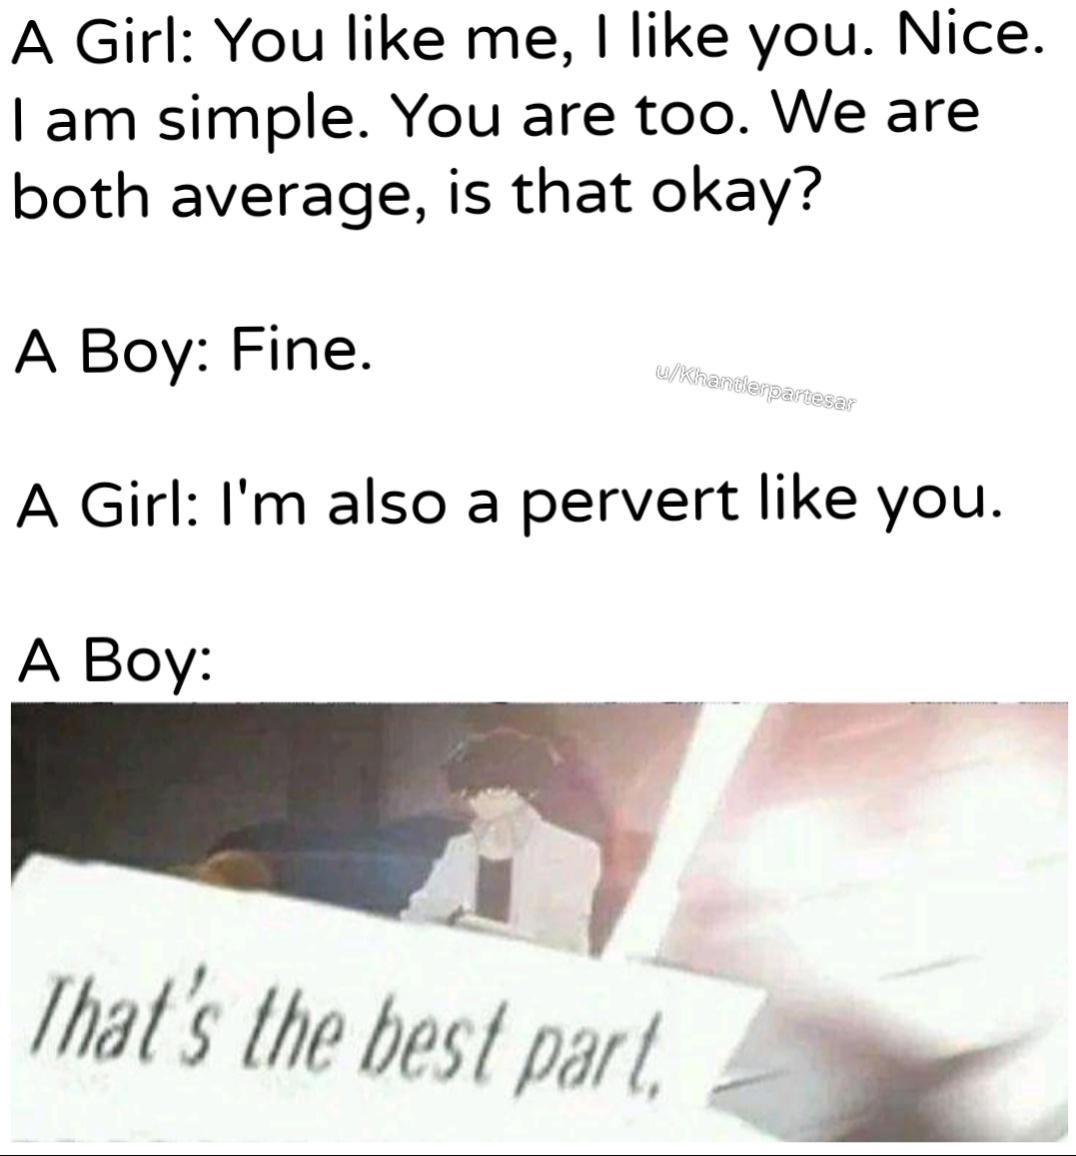 A Girl: You like me, I like you. Nice.
I am simple. You are too. We are
both average, is that okay?
A Boy: Fine.
u/Khantlerpartesar
A Girl: I'm also a pervert like you.
A Boy:
That's the best part.